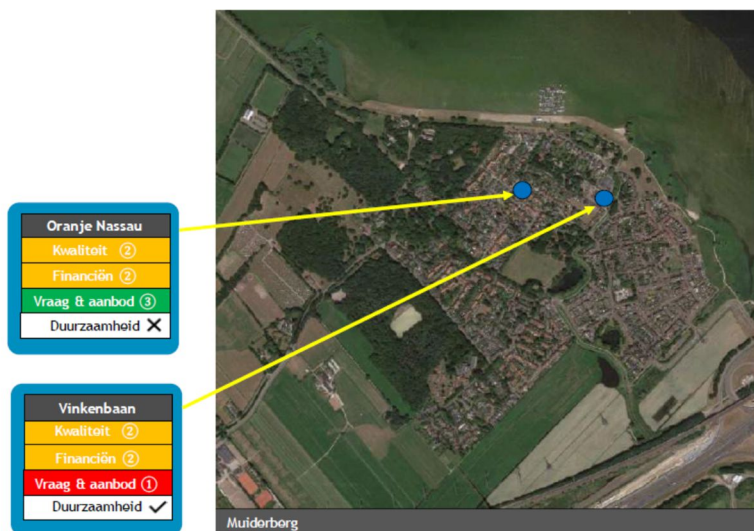 Oranje Nassau
Kwaliteit ②
Financiën ②
Vraag & aanbod ③
Duurzaamheid ✕
Vinkenbaan
Kwaliteit ②
Financiën ②
Vraag & aanbod ①
Duurzaamheid ✓
Muiderberg